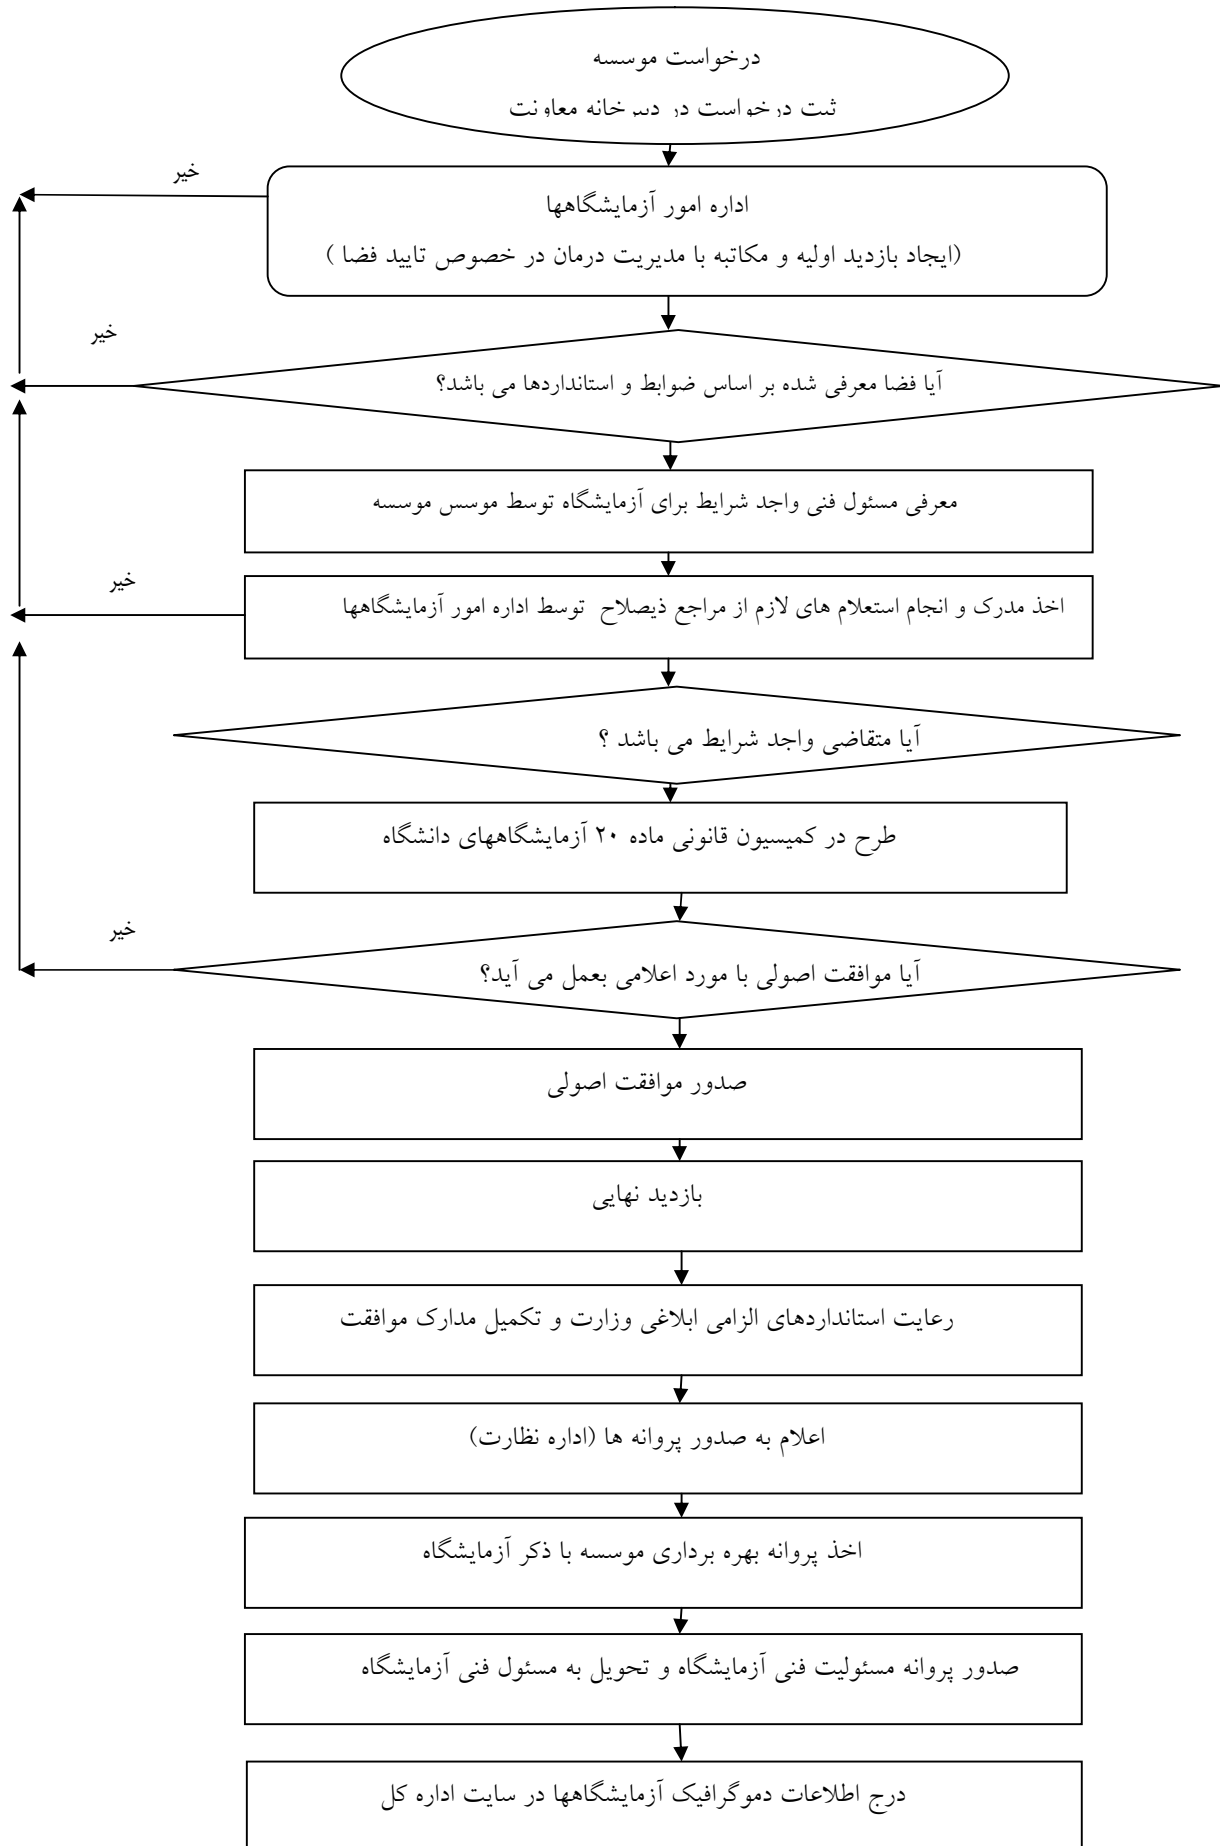 درخواست موسسه
ثبت درخواست در دبیرخانه معاونت
خیر
اداره امور آزمایشگاهها
(ایجاد بازدید اولیه و مکاتبه با مدیریت درمان در خصوص تایید فضا )
خیر
آیا فضا معرفی شده بر اساس ضوابط و استانداردها می باشد؟
معرفی مسئول فنی واجد شرایط برای آزمایشگاه توسط موسس موسسه
خیر
اخذ مدرک و انجام استعلام های لازم از مراجع ذیصلاح توسط اداره امور آزمایشگاهها
آیا متقاضی واجد شرایط می باشد ؟
طرح در کمیسیون قانونی ماده ۲۰ آزمایشگاههای دانشگاه
خیر
آیا موافقت اصولی با مورد اعلامی بعمل می آید؟
صدور موافقت اصولی
بازدید نهایی
رعایت استانداردهای الزامی ابلاغی وزارت و تکمیل مدارک موافقت
اعلام به صدور پروانه ها (اداره نظارت)
اخذ پروانه بهره برداری موسسه با ذکر آزمایشگاه
صدور پروانه مسئولیت فنی آزمایشگاه و تحویل به مسئول فنی آزمایشگاه
درج اطلاعات دموگرافیک آزمایشگاهها در سایت اداره کل